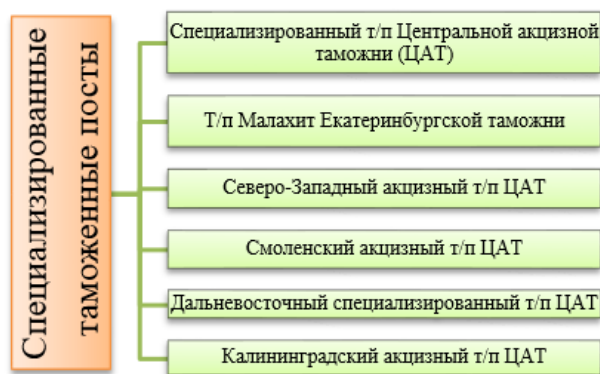 Специализированные
таможенные посты
Специализированный т/п Центральной акцизной
таможни (ЦАТ)
Т/п Малахит Екатеринбургской таможни
Северо-Западный акцизный т/п ЦАТ
Смоленский акцизный т/п ЦАТ
Дальневосточный специализированный т/п ЦАТ
Калининградский акцизный т/п ЦАТ